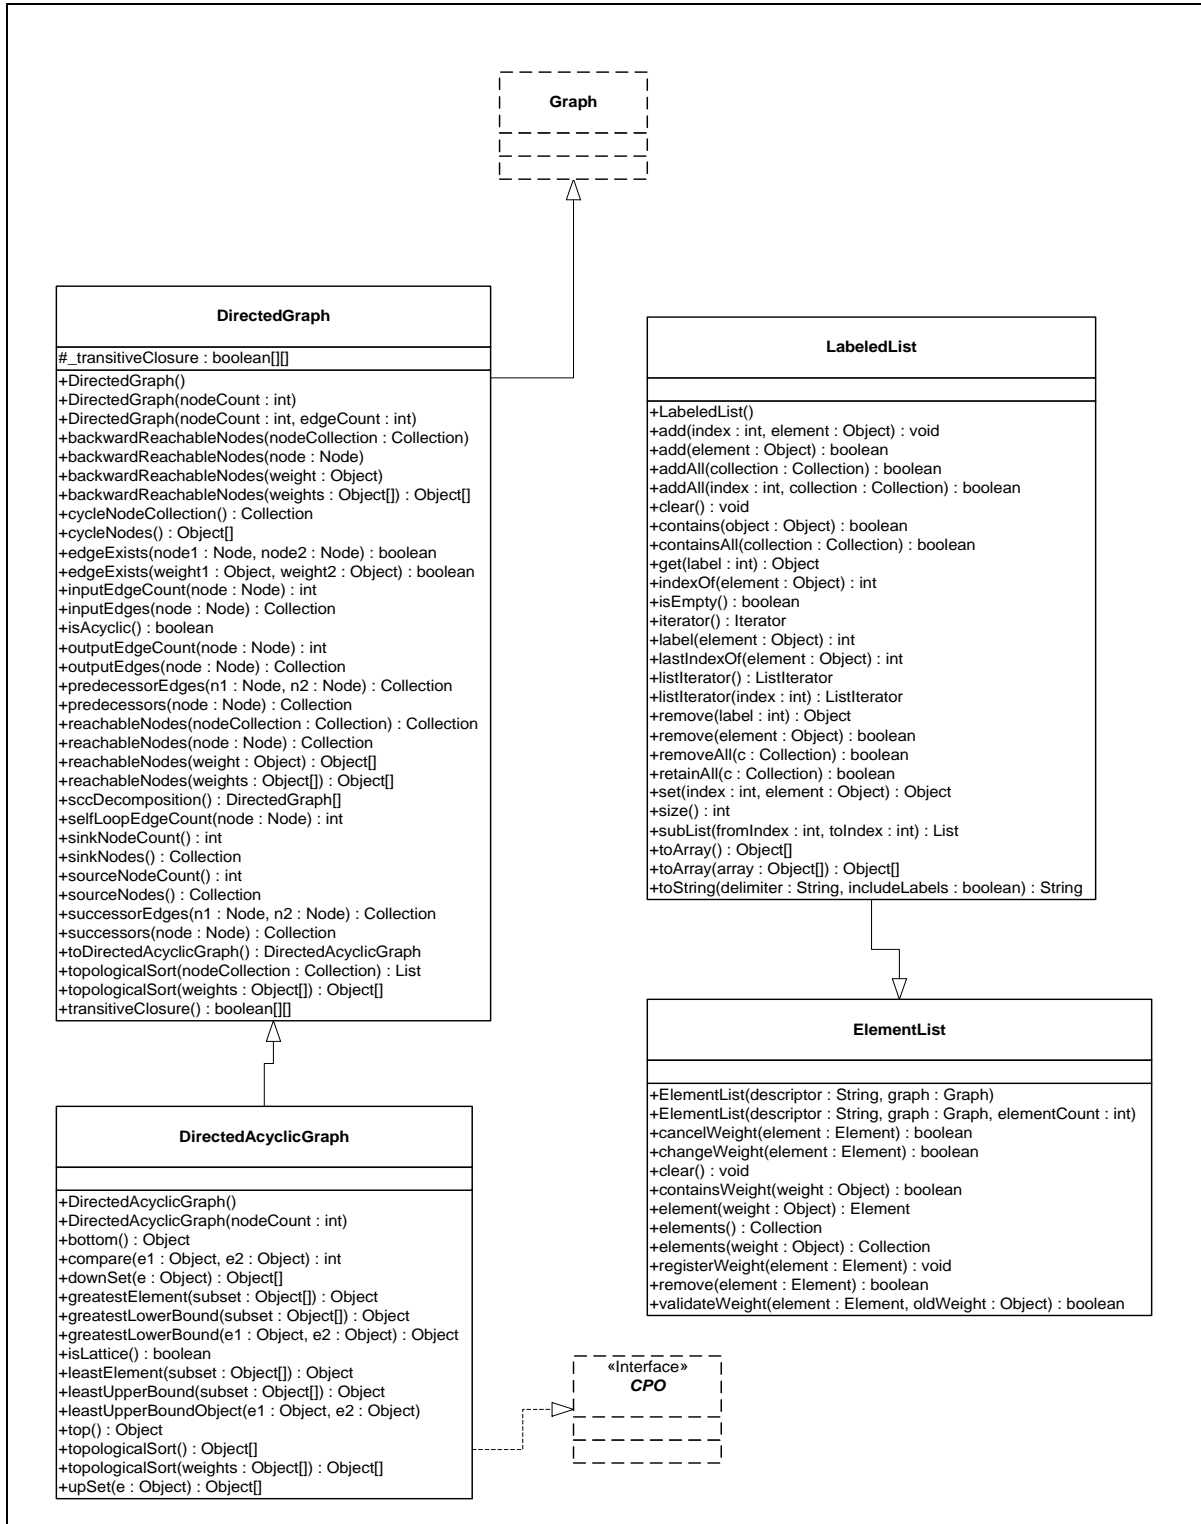 Graph
DirectedGraph
#_transitiveClosure : boolean[][]
+DirectedGraph()
+DirectedGraph(nodeCount : int)
+DirectedGraph(nodeCount : int, edgeCount : int)
+backwardReachableNodes(nodeCollection : Collection)
+backwardReachableNodes(node : Node)
+backwardReachableNodes(weight : Object)
+backwardReachableNodes(weights : Object[]) : Object[]
+cycleNodeCollection() : Collection
+cycleNodes() : Object[]
+edgeExists(node1 : Node, node2 : Node) : boolean
+edgeExists(weight1 : Object, weight2 : Object) : boolean
+inputEdgeCount(node : Node) : int
+inputEdges(node : Node) : Collection
+isAcyclic() : boolean
+outputEdgeCount(node : Node) : int
+outputEdges(node : Node) : Collection
+predecessorEdges(n1 : Node, n2 : Node) : Collection
+predecessors(node : Node) : Collection
+reachableNodes(nodeCollection : Collection) : Collection
+reachableNodes(node : Node) : Collection
+reachableNodes(weight : Object) : Object[]
+reachableNodes(weights : Object[]) : Object[]
+sccDecomposition() : DirectedGraph[]
+selfLoopEdgeCount(node : Node) : int
+sinkNodeCount() : int
+sinkNodes() : Collection
+sourceNodeCount() : int
+sourceNodes() : Collection
+successorEdges(n1 : Node, n2 : Node) : Collection
+successors(node : Node) : Collection
+toDirectedAcyclicGraph() : DirectedAcyclicGraph
+topologicalSort(nodeCollection : Collection) : List
+topologicalSort(weights : Object[]) : Object[]
+transitiveClosure() : boolean[][]
LabeledList
+LabeledList()
+add(index : int, element : Object) : void
+add(element : Object) : boolean
+addAll(collection : Collection) : boolean
+addAll(index : int, collection : Collection) : boolean
+clear() : void
+contains(object : Object) : boolean
+containsAll(collection : Collection) : boolean
+get(label : int) : Object
+indexOf(element : Object) : int
+isEmpty() : boolean
+iterator() : Iterator
+label(element : Object) : int
+lastIndexOf(element : Object) : int
+listIterator() : ListIterator
+listIterator(index : int) : ListIterator
+remove(label : int) : Object
+remove(element : Object) : boolean
+removeAll(c : Collection) : boolean
+retainAll(c : Collection) : boolean
+set(index : int, element : Object) : Object
+size() : int
+subList(fromIndex : int, toIndex : int) : List
+toArray() : Object[]
+toArray(array : Object[]) : Object[]
+toString(delimiter : String, includeLabels : boolean) : String
ElementList
+ElementList(descriptor : String, graph : Graph)
+ElementList(descriptor : String, graph : Graph, elementCount : int)
+cancelWeight(element : Element) : boolean
+changeWeight(element : Element) : boolean
+clear() : void
+containsWeight(weight : Object) : boolean
+element(weight : Object) : Element
+elements() : Collection
+elements(weight : Object) : Collection
+registerWeight(element : Element) : void
+remove(element : Element) : boolean
+validateWeight(element : Element, oldWeight : Object) : boolean
DirectedAcyclicGraph
+DirectedAcyclicGraph()
+DirectedAcyclicGraph(nodeCount : int)
+bottom() : Object
+compare(e1 : Object, e2 : Object) : int
+downSet(e : Object) : Object[]
+greatestElement(subset : Object[]) : Object
+greatestLowerBound(subset : Object[]) : Object
+greatestLowerBound(e1 : Object, e2 : Object) : Object
+isLattice() : boolean
+leastElement(subset : Object[]) : Object
+leastUpperBound(subset : Object[]) : Object
+leastUpperBoundObject(e1 : Object, e2 : Object)
+top() : Object
+topologicalSort() : Object[]
+topologicalSort(weights : Object[]) : Object[]
+upSet(e : Object) : Object[]
«Interface»
CPO